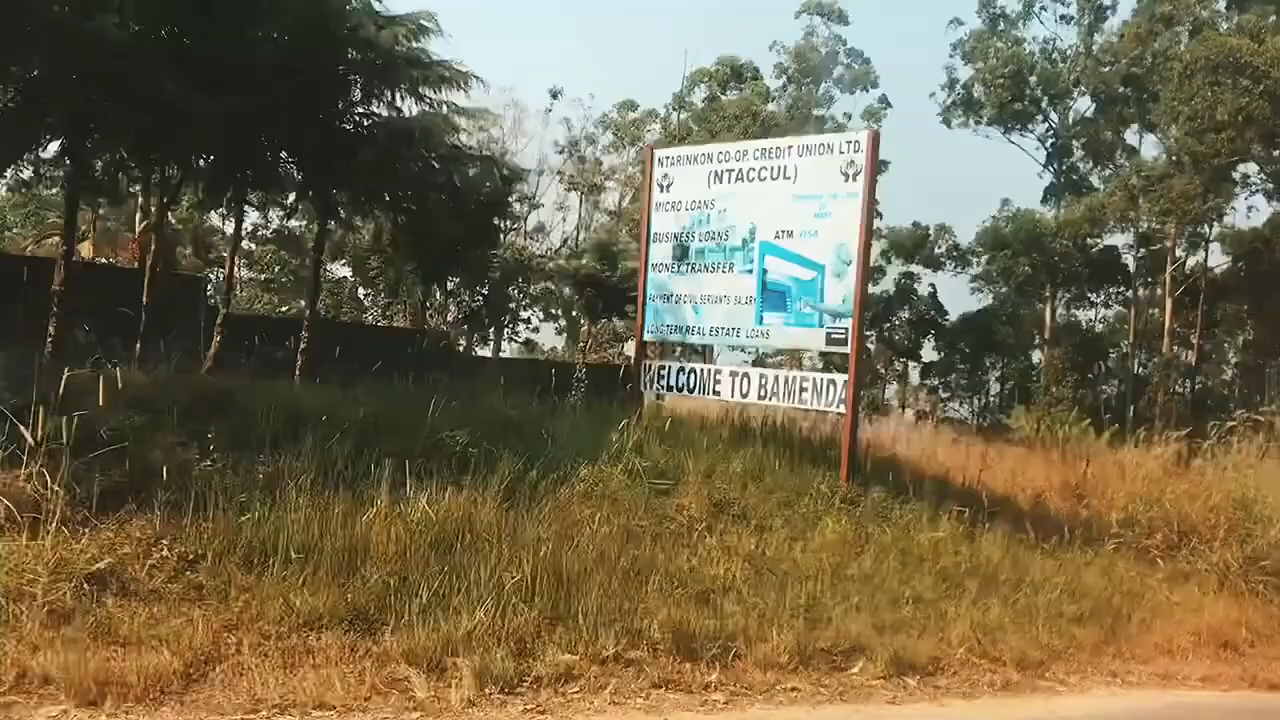 NTARINKON CO-OP. CREDIT UNION LTD.
(NTACCUL)
MICRO LOANS
BUSINESS LOANS
ATM VISA
MONEY TRANSFER
PAYMENT OF CIVIL SERVANTS SALARY
LONG-TERM REAL ESTATE LOANS
WELCOME TO BAMENDA